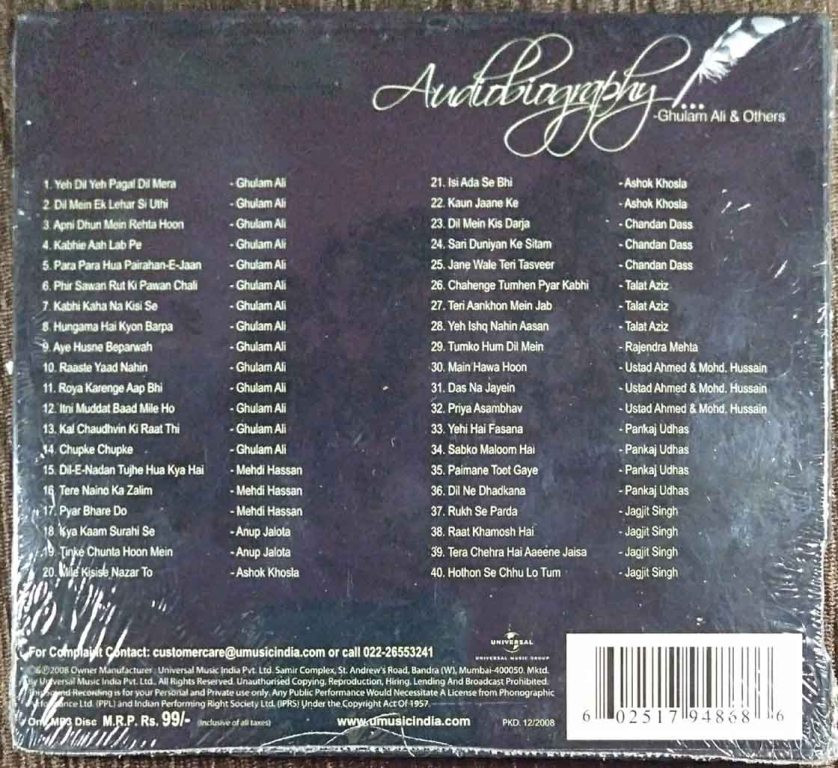 Audiobiography...
-Ghulam Ali & Others
1. Yeh Dil Yeh Pagal Dil Mera - Ghulam Ali
2. Dil Mein Ek Lehar Si Uthi - Ghulam Ali
3. Apni Dhun Mein Rehta Hoon - Ghulam Ali
4. Kabhie Aah Lab Pe - Ghulam Ali
5. Para Para Hua Pairahan-E-Jaan - Ghulam Ali
6. Phir Sawan Rut Ki Pawan Chali - Ghulam Ali
7. Kabhi Kaha Na Kisi Se - Ghulam Ali
8. Hungama Hai Kyon Barpa - Ghulam Ali
9. Aye Husne Beparwah - Ghulam Ali
10. Raaste Yaad Nahin - Ghulam Ali
11. Roya Karenge Aap Bhi - Ghulam Ali
12. Itni Muddat Baad Mile Ho - Ghulam Ali
13. Kal Chaudhvin Ki Raat Thi - Ghulam Ali
14. Chupke Chupke - Ghulam Ali
15. Dil-E-Nadan Tujhe Hua Kya Hai - Mehdi Hassan
16. Tere Naino Ka Zalim - Mehdi Hassan
17. Pyar Bhare Do - Mehdi Hassan
18. Kya Kaam Surahi Se - Anup Jalota
19. Tinke Chunta Hoon Mein - Anup Jalota
20. Mile Kisise Nazar To - Ashok Khosla
21. Isi Ada Se Bhi - Ashok Khosla
22. Kaun Jaane Ke - Ashok Khosla
23. Dil Mein Kis Darja - Chandan Dass
24. Sari Duniyan Ke Sitam - Chandan Dass
25. Jane Wale Teri Tasveer - Chandan Dass
26. Chahenge Tumhen Pyar Kabhi - Talat Aziz
27. Teri Aankhon Mein Jab - Talat Aziz
28. Yeh Ishq Nahin Aasan - Talat Aziz
29. Tumko Hum Dil Mein - Rajendra Mehta
30. Main Hawa Hoon - Ustad Ahmed & Mohd. Hussain
31. Das Na Jayein - Ustad Ahmed & Mohd. Hussain
32. Priya Asambhav - Ustad Ahmed & Mohd. Hussain
33. Yehi Hai Fasana - Pankaj Udhas
34. Sabko Maloom Hai - Pankaj Udhas
35. Paimane Toot Gaye - Pankaj Udhas
36. Dil Ne Dhadkana - Pankaj Udhas
37. Rukh Se Parda - Jagjit Singh
38. Raat Khamosh Hai - Jagjit Singh
39. Tera Chehra Hai Aaeene Jaisa - Jagjit Singh
40. Hothon Se Chhu Lo Tum - Jagjit Singh
For Complaint Contact: customercare@umusicindia.com or call 022-26553241
©℗2008 Owner Manufacturer: Universal Music India Pvt. Ltd. Samir Complex, St. Andrew's Road, Bandra (W), Mumbai-400050. Mktd.
By Universal Music India Pvt. Ltd. All Rights Reserved. Unauthorised Copying, Reproduction, Hiring, Lending And Broadcast Prohibited.
This Sound Recording is for your Personal and Private use only. Any Public Performance Would Necessitate A License from Phonographic
Performance Ltd. (PPL) and Indian Performing Right Society Ltd. (IPRS) Under the Copyright Act Of 1957.
One MP3 Disc M.R.P. Rs. 99/- (Inclusive of all taxes) www.umusicindia.com PKD. 12/2008
UNIVERSAL
UNIVERSAL MUSIC GROUP
6 02517 94868 6